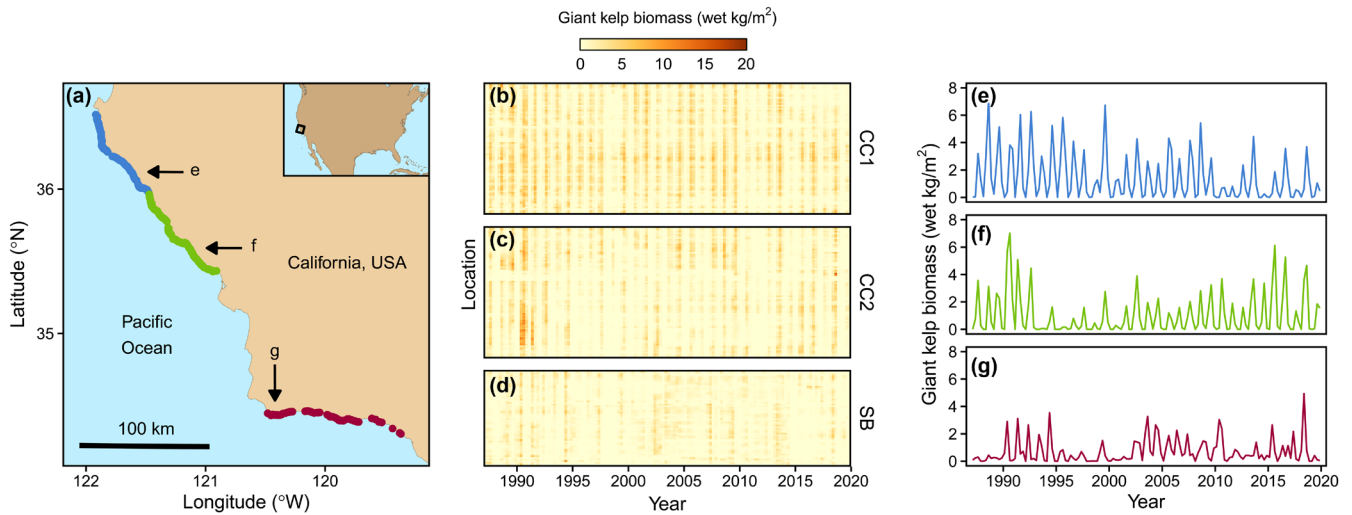 Giant kelp biomass (wet kg/m²)
0 5 10 15 20
(a)
Latitude (°N)
36
35
e
f
g
California, USA
Pacific
Ocean
100 km
122 121 120
Longitude (°W)
Location
(b)
CC1
(c)
CC2
(d)
SB
1990 1995 2000 2005 2010 2015 2020
Year
Giant kelp biomass (wet kg/m²)
(e)
8
6
4
2
0
(f)
8
6
4
2
0
(g)
8
6
4
2
0
1990 1995 2000 2005 2010 2015 2020
Year